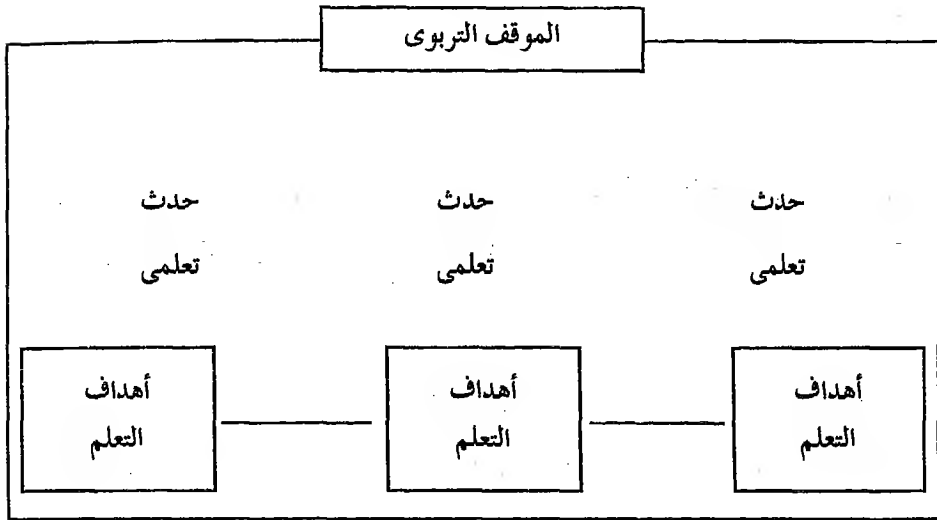 الموقف التربوى
حدث حدث حدث
تعلمى تعلمى تعلمى
أهداف أهداف أهداف
التعلم التعلم التعلم